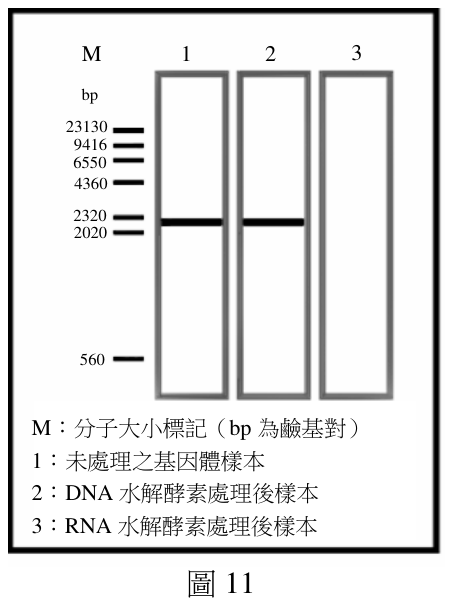 M 1 2 3
bp
23130
9416
6550
4360
2320
2020
560
M：分子大小標記（bp 為鹼基對）
1：未處理之基因體樣本
2：DNA 水解酵素處理後樣本
3：RNA 水解酵素處理後樣本
圖 11